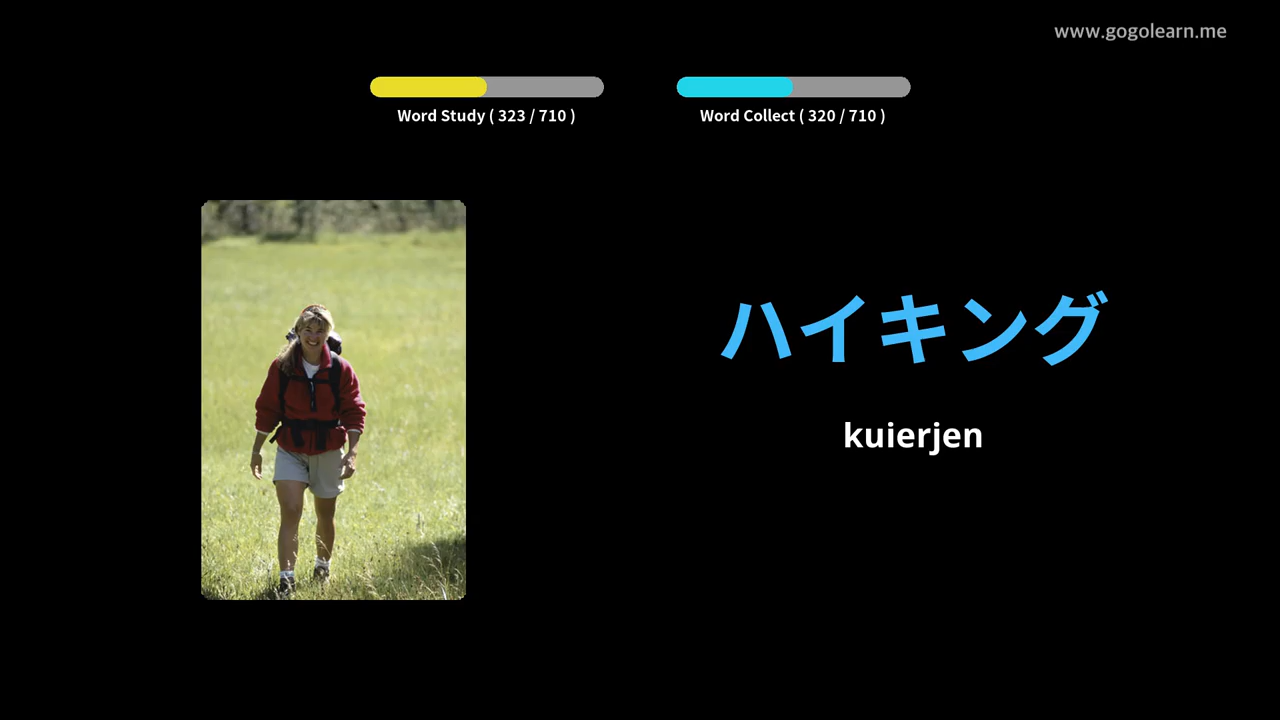 www.gogolearn.me
Word Study ( 323 / 710 )
Word Collect ( 320 / 710 )
ハイキング
kuierjen